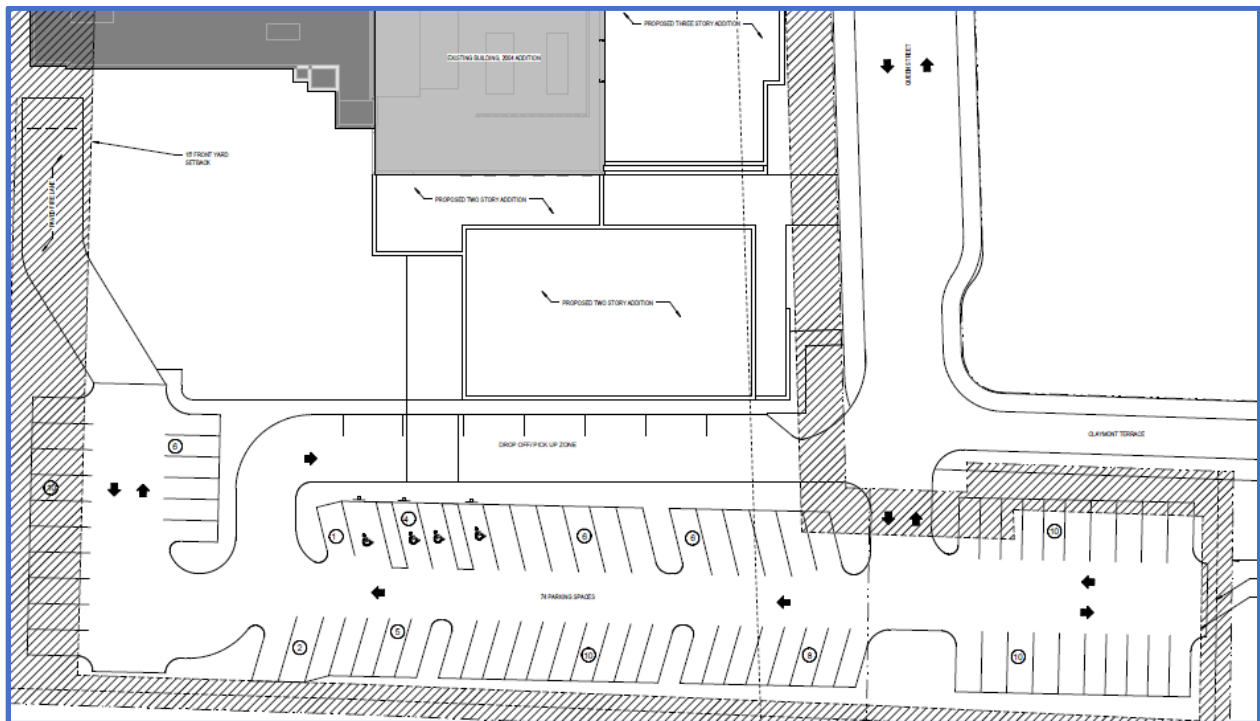 PROPOSED THREE STORY ADDITION
EXISTING BUILDING, 2004 ADDITION
QUEEN STREET
15' FRONT YARD
SETBACK
PAVED FIRE LANE
PROPOSED TWO STORY ADDITION
PROPOSED TWO STORY ADDITION
CLAYMONT TERRACE
DROP OFF/PICK UP ZONE
6
10
1
4
6
6
10
74 PARKING SPACES
2
5
10
8
10